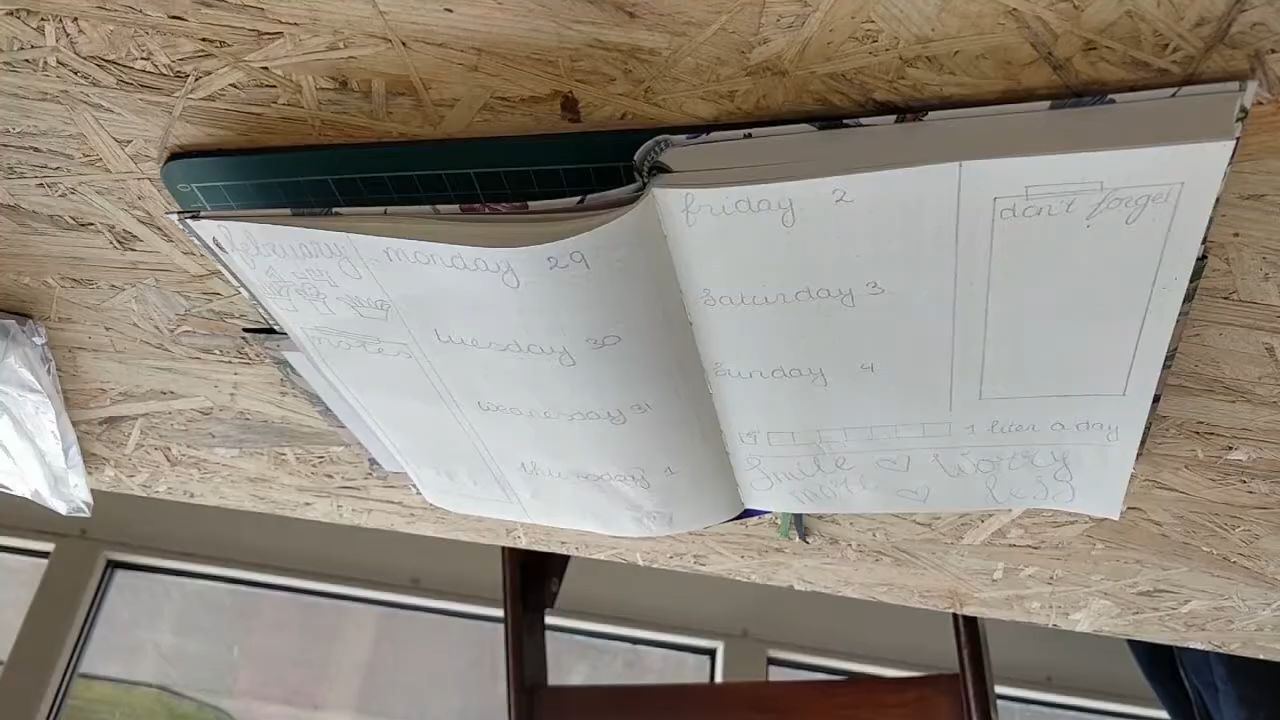 february
notes
monday 29
tuesday 30
wednesday 31
thursday 1
friday 2
saturday 3
sunday 4
don't forget
1 liter a day
Smile ♡ Worry
more ♡ less